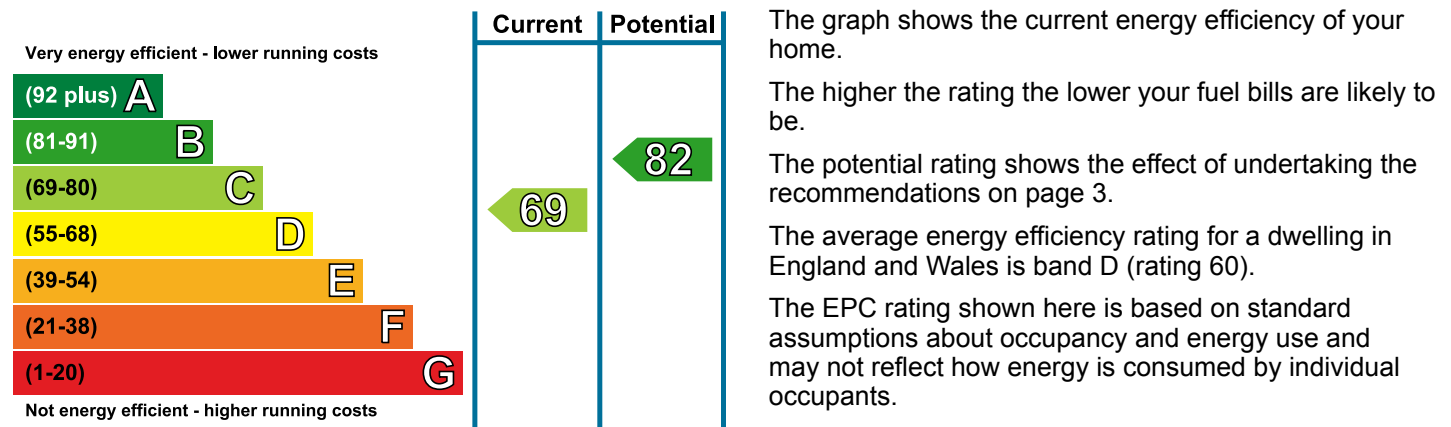 Current Potential
Very energy efficient - lower running costs
(92 plus) A
(81-91) B
(69-80) C
(55-68) D
(39-54) E
(21-38) F
(1-20) G
Not energy efficient - higher running costs
69
82
The graph shows the current energy efficiency of your
home.
The higher the rating the lower your fuel bills are likely to
be.
The potential rating shows the effect of undertaking the
recommendations on page 3.
The average energy efficiency rating for a dwelling in
England and Wales is band D (rating 60).
The EPC rating shown here is based on standard
assumptions about occupancy and energy use and
may not reflect how energy is consumed by individual
occupants.